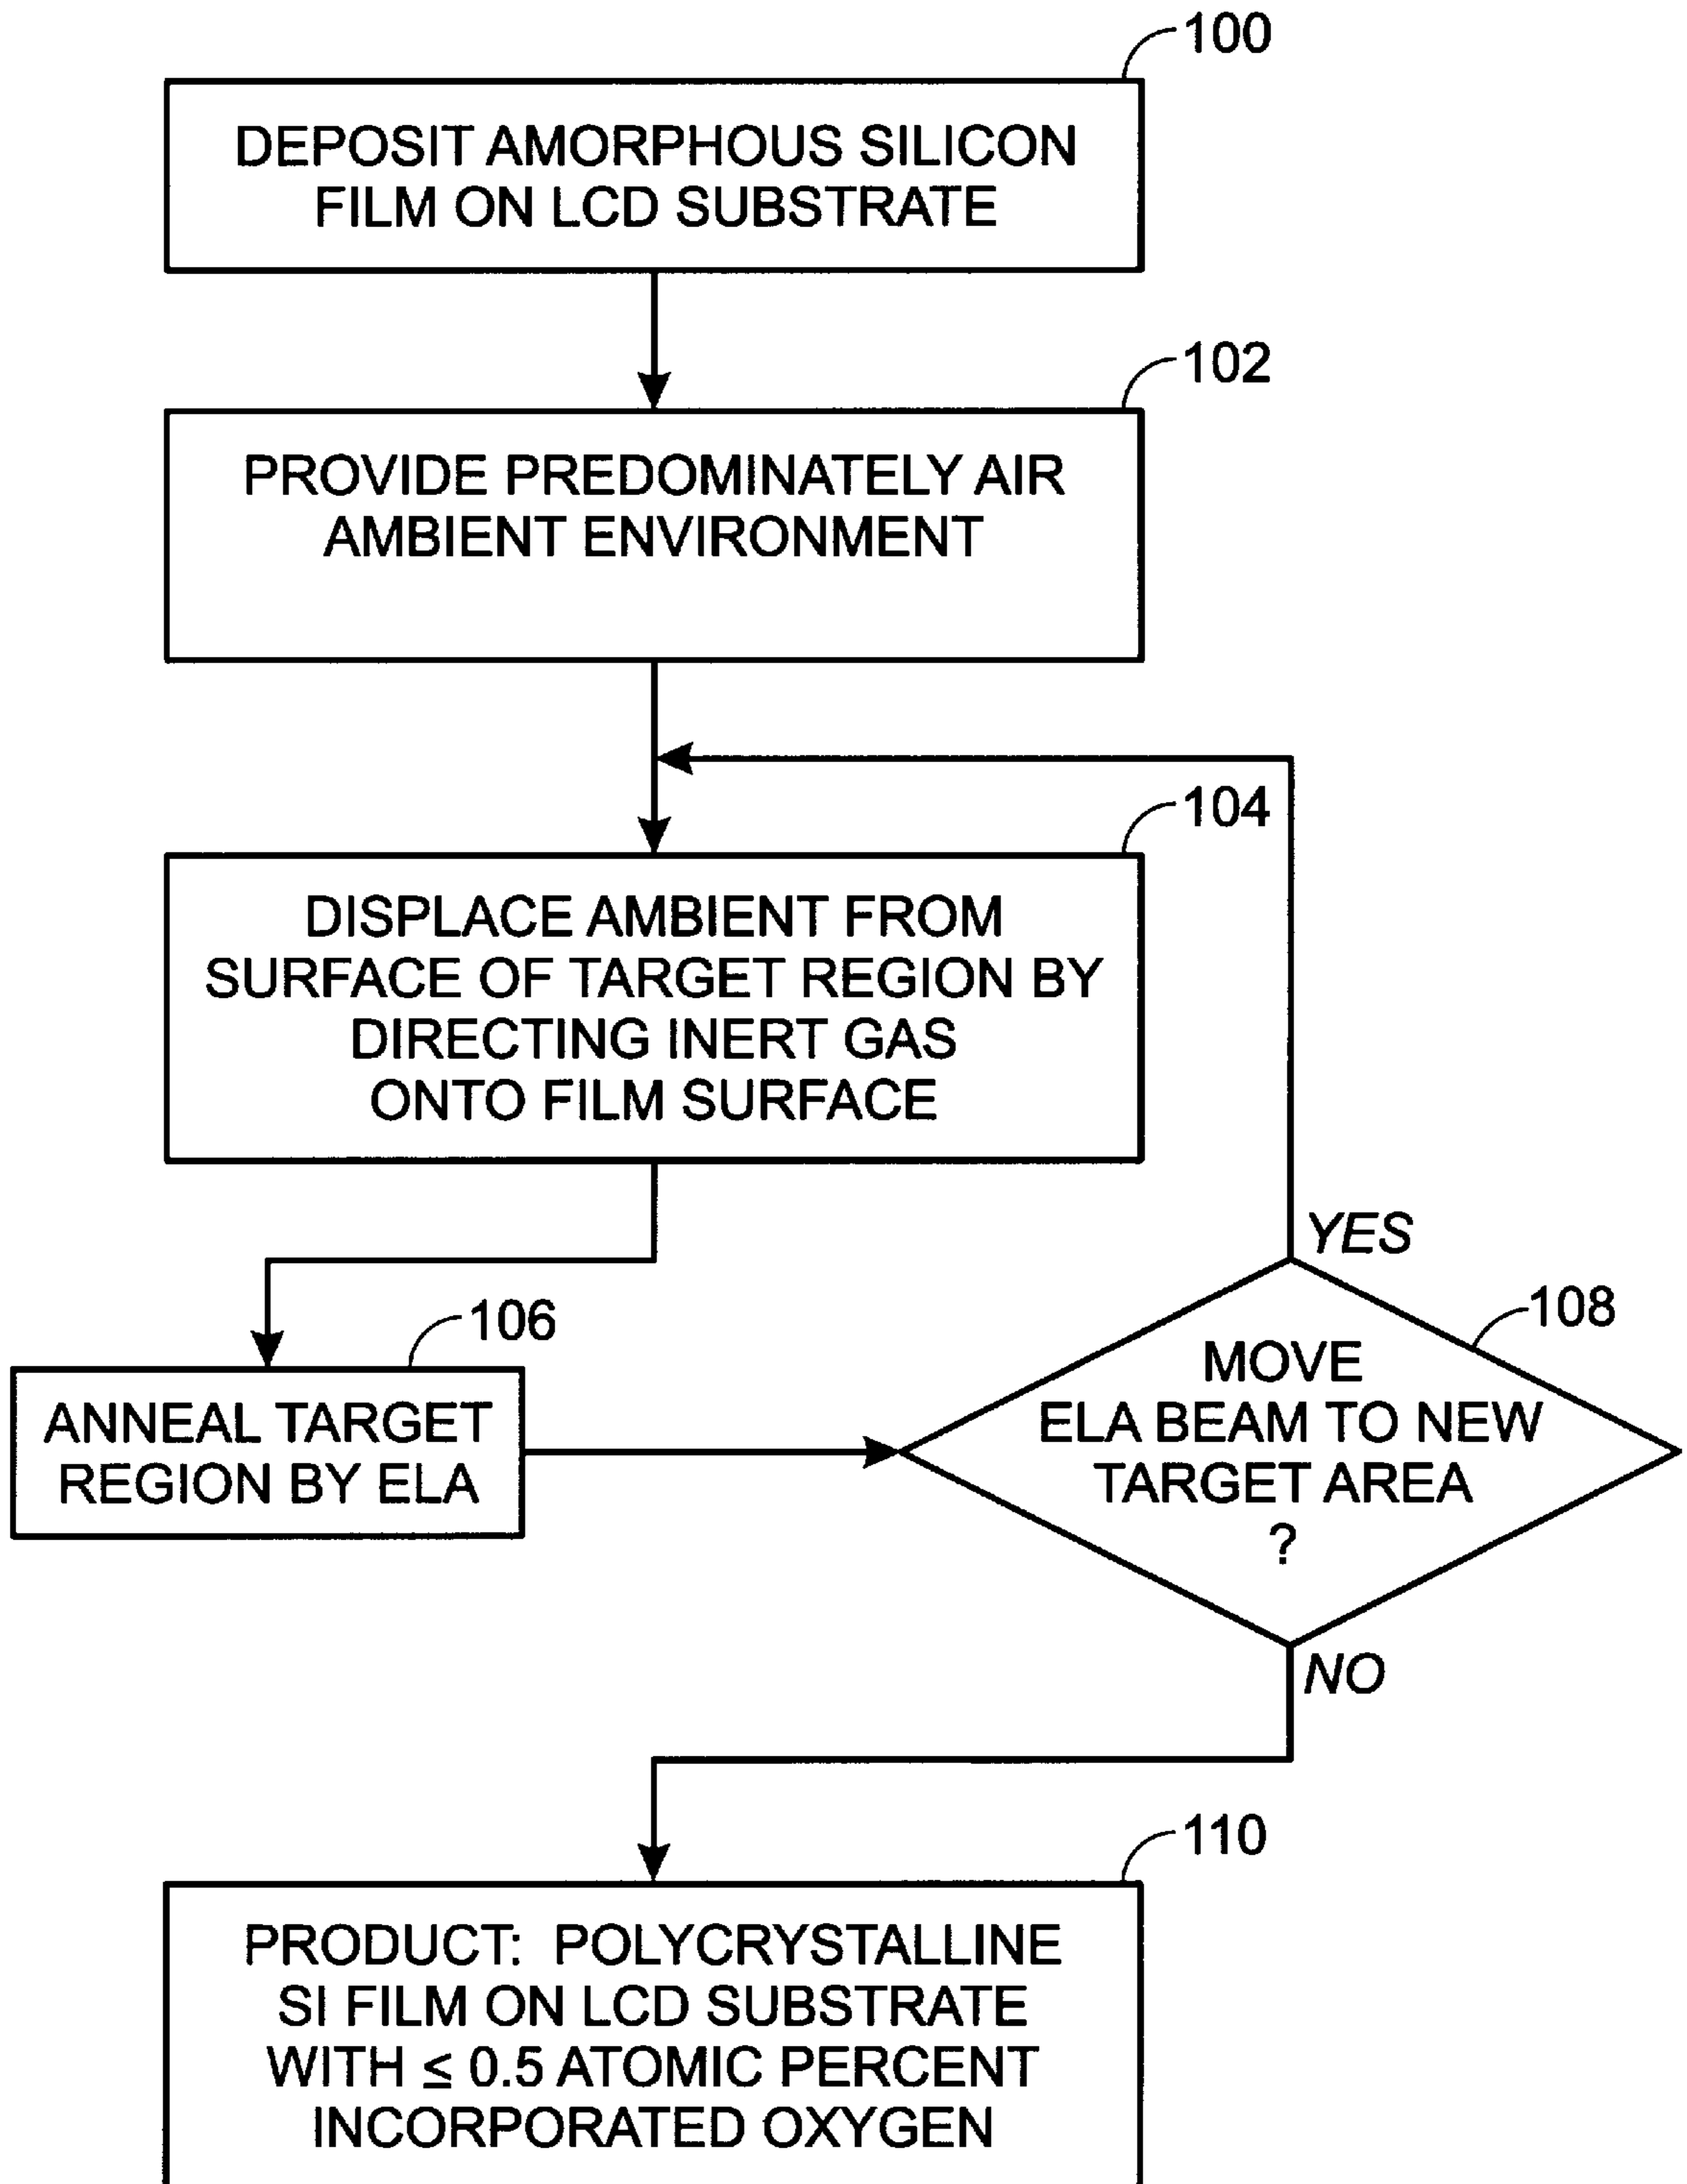 100
DEPOSIT AMORPHOUS SILICON
FILM ON LCD SUBSTRATE
102
PROVIDE PREDOMINATELY AIR
AMBIENT ENVIRONMENT
104
DISPLACE AMBIENT FROM
SURFACE OF TARGET REGION BY
DIRECTING INERT GAS
ONTO FILM SURFACE
106
ANNEAL TARGET
REGION BY ELA
YES
108
MOVE
ELA BEAM TO NEW
TARGET AREA
?
NO
110
PRODUCT: POLYCRYSTALLINE
SI FILM ON LCD SUBSTRATE
WITH ≤ 0.5 ATOMIC PERCENT
INCORPORATED OXYGEN